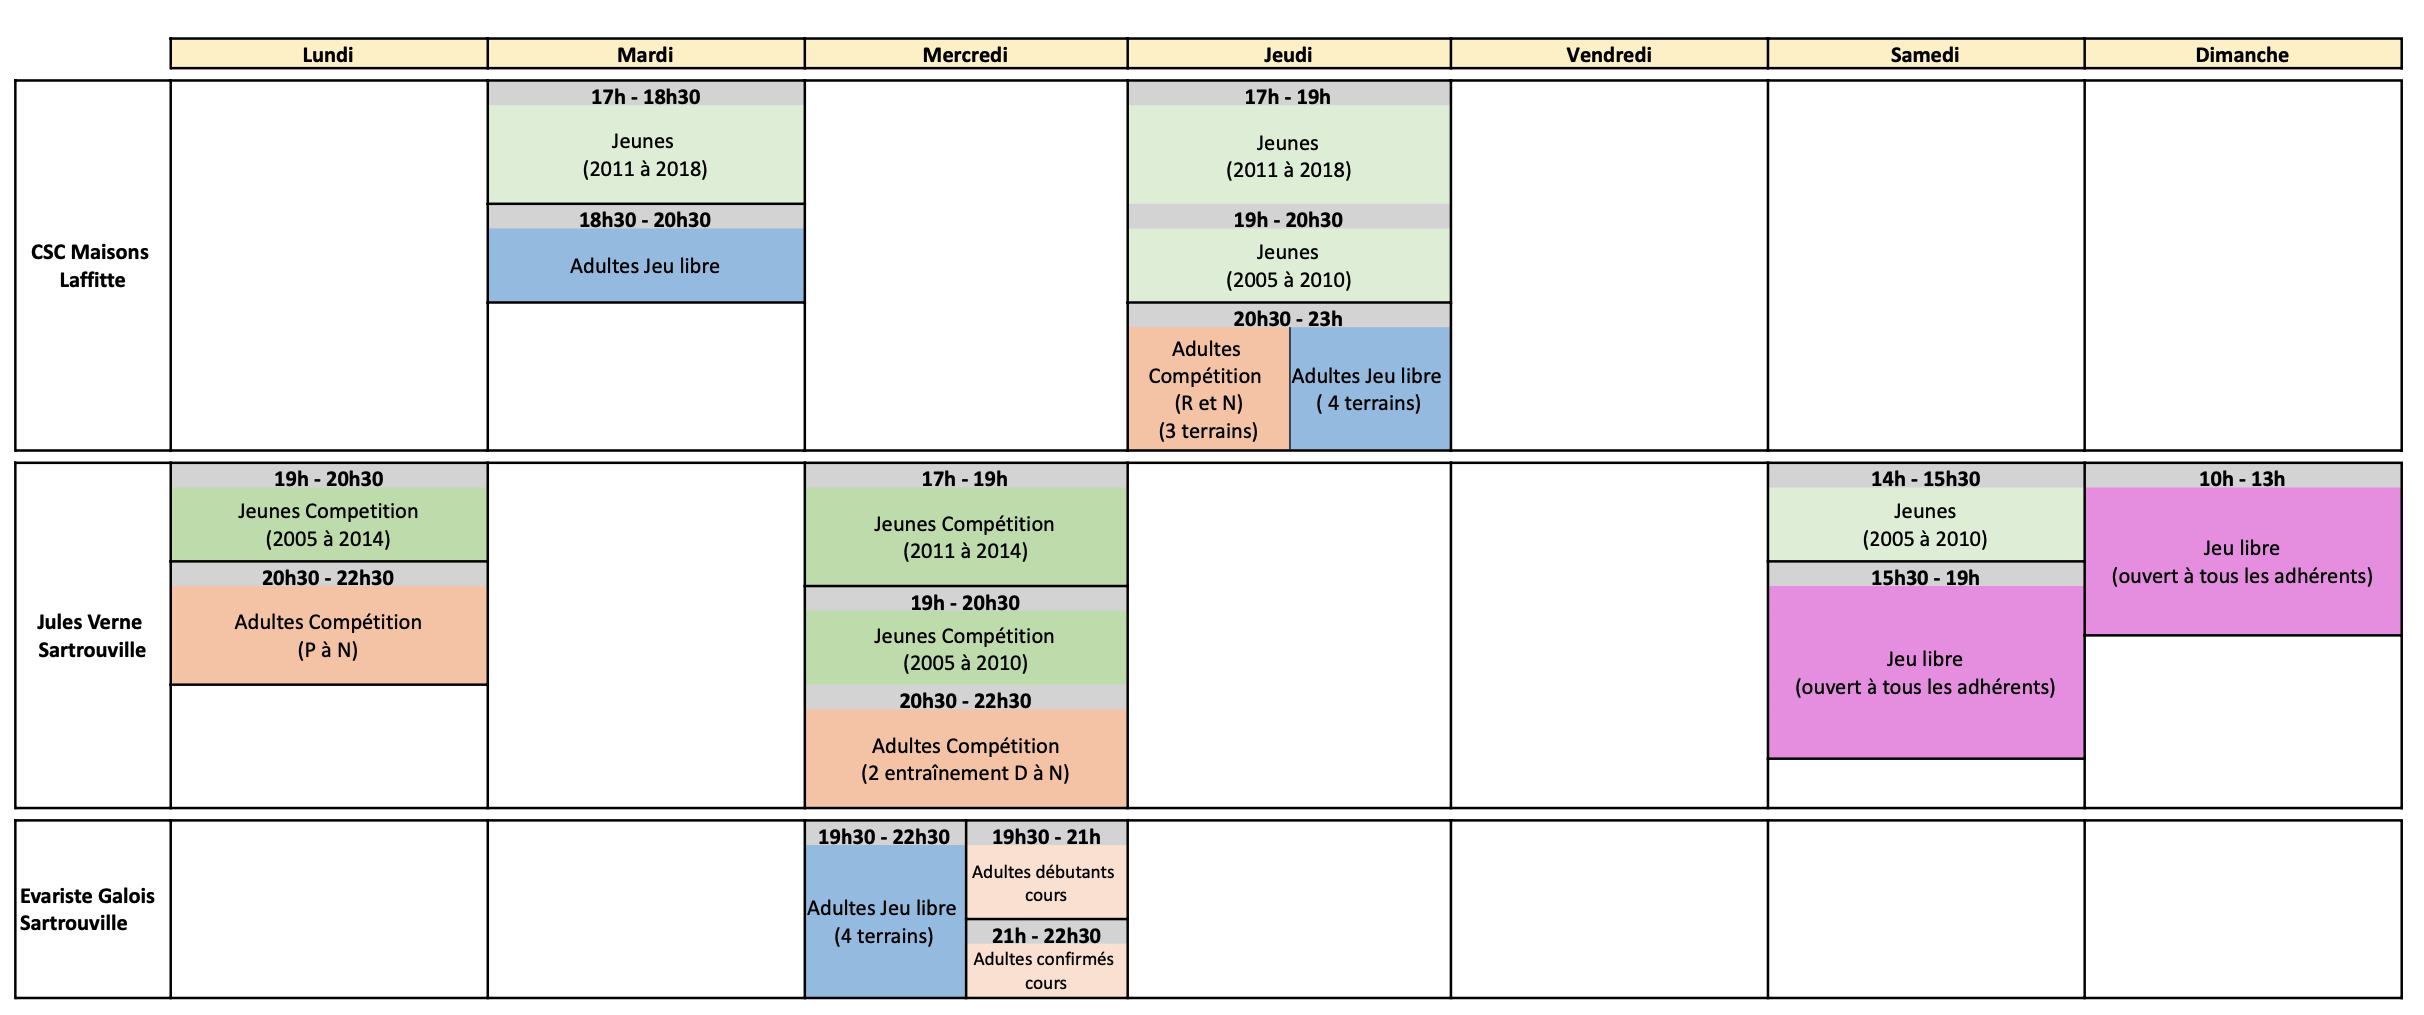 Lundi
Mardi
Mercredi
Jeudi
Vendredi
Samedi
Dimanche
CSC Maisons
Laffitte
17h - 18h30
Jeunes
(2011 à 2018)
18h30 - 20h30
Adultes Jeu libre
17h - 19h
Jeunes
(2011 à 2018)
19h - 20h30
Jeunes
(2005 à 2010)
20h30 - 23h
Adultes
Compétition
(R et N)
(3 terrains)
Adultes Jeu libre
( 4 terrains)
Jules Verne
Sartrouville
19h - 20h30
Jeunes Competition
(2005 à 2014)
20h30 - 22h30
Adultes Compétition
(P à N)
17h - 19h
Jeunes Compétition
(2011 à 2014)
19h - 20h30
Jeunes Compétition
(2005 à 2010)
20h30 - 22h30
Adultes Compétition
(2 entraînement D à N)
14h - 15h30
Jeunes
(2005 à 2010)
15h30 - 19h
Jeu libre
(ouvert à tous les adhérents)
10h - 13h
Jeu libre
(ouvert à tous les adhérents)
Evariste Galois
Sartrouville
19h30 - 22h30
Adultes Jeu libre
(4 terrains)
19h30 - 21h
Adultes débutants
cours
21h - 22h30
Adultes confirmés
cours